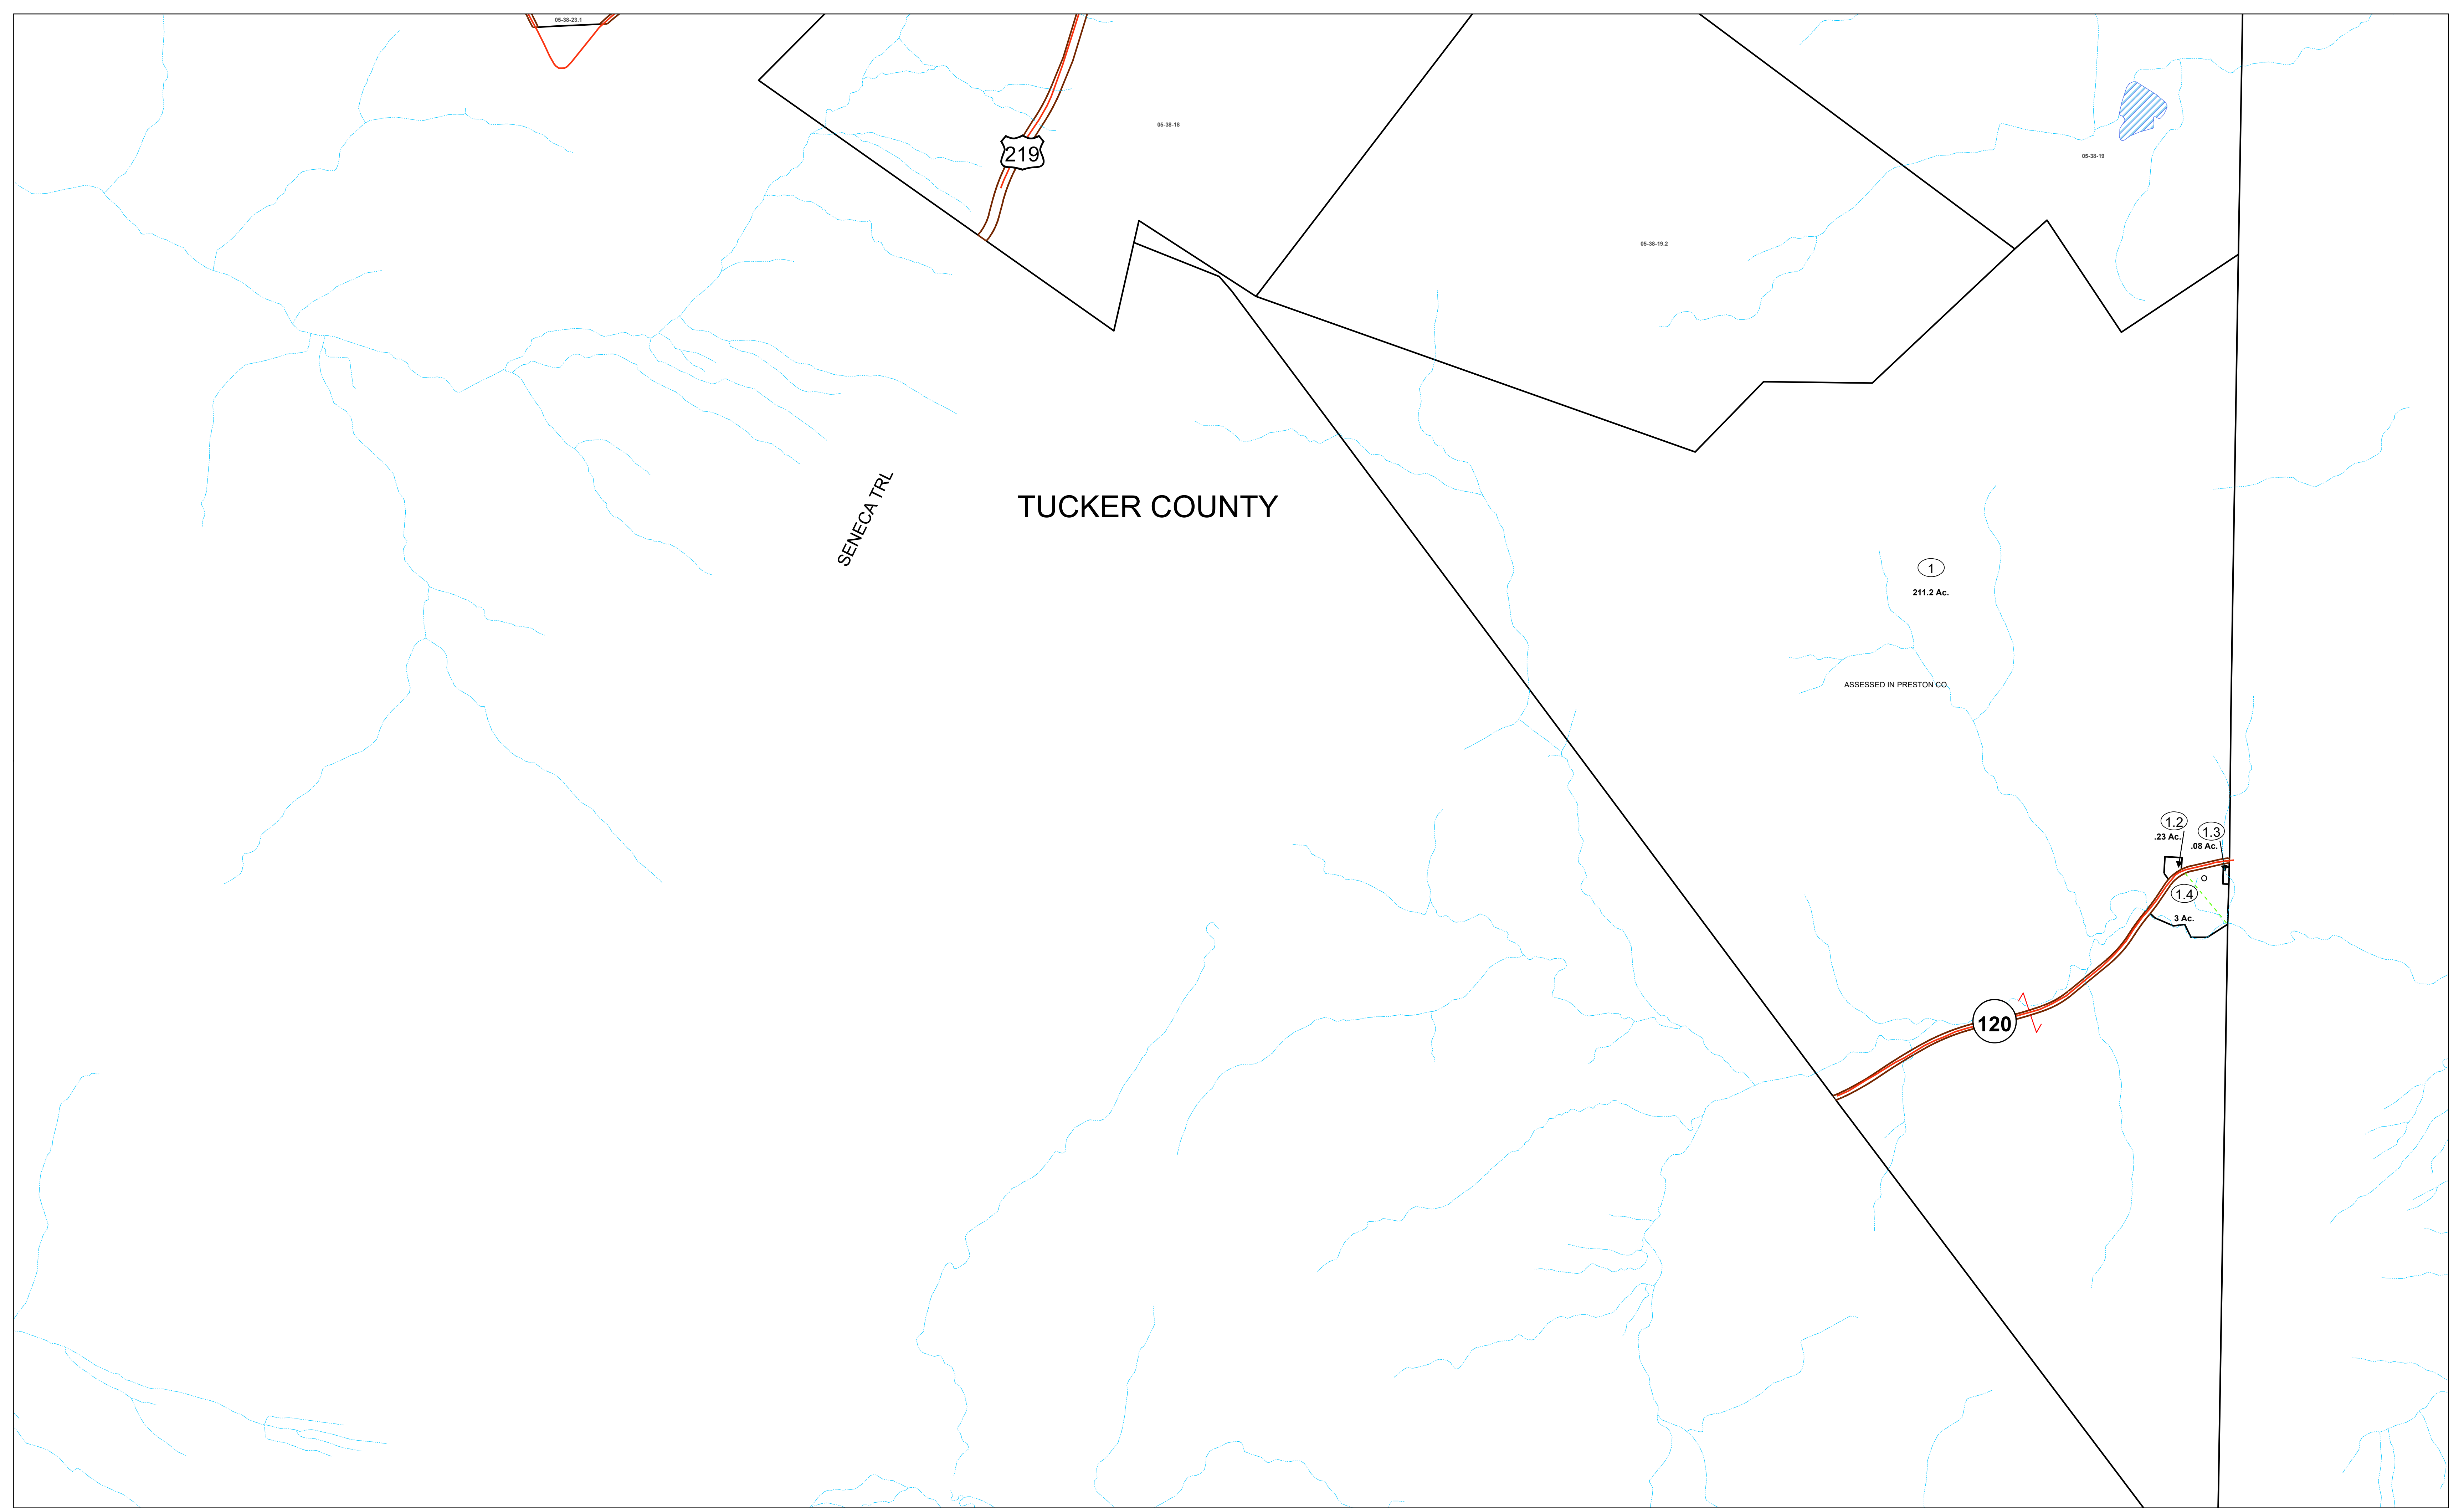 05-38-23.1
05-38-18
219
05-38-19
05-38-19.2
SENECA TRL
TUCKER COUNTY
1
211.2 Ac.
ASSESSED IN PRESTON CO
1.2
.23 Ac.
1.3
.08 Ac.
1.4
3 Ac.
120